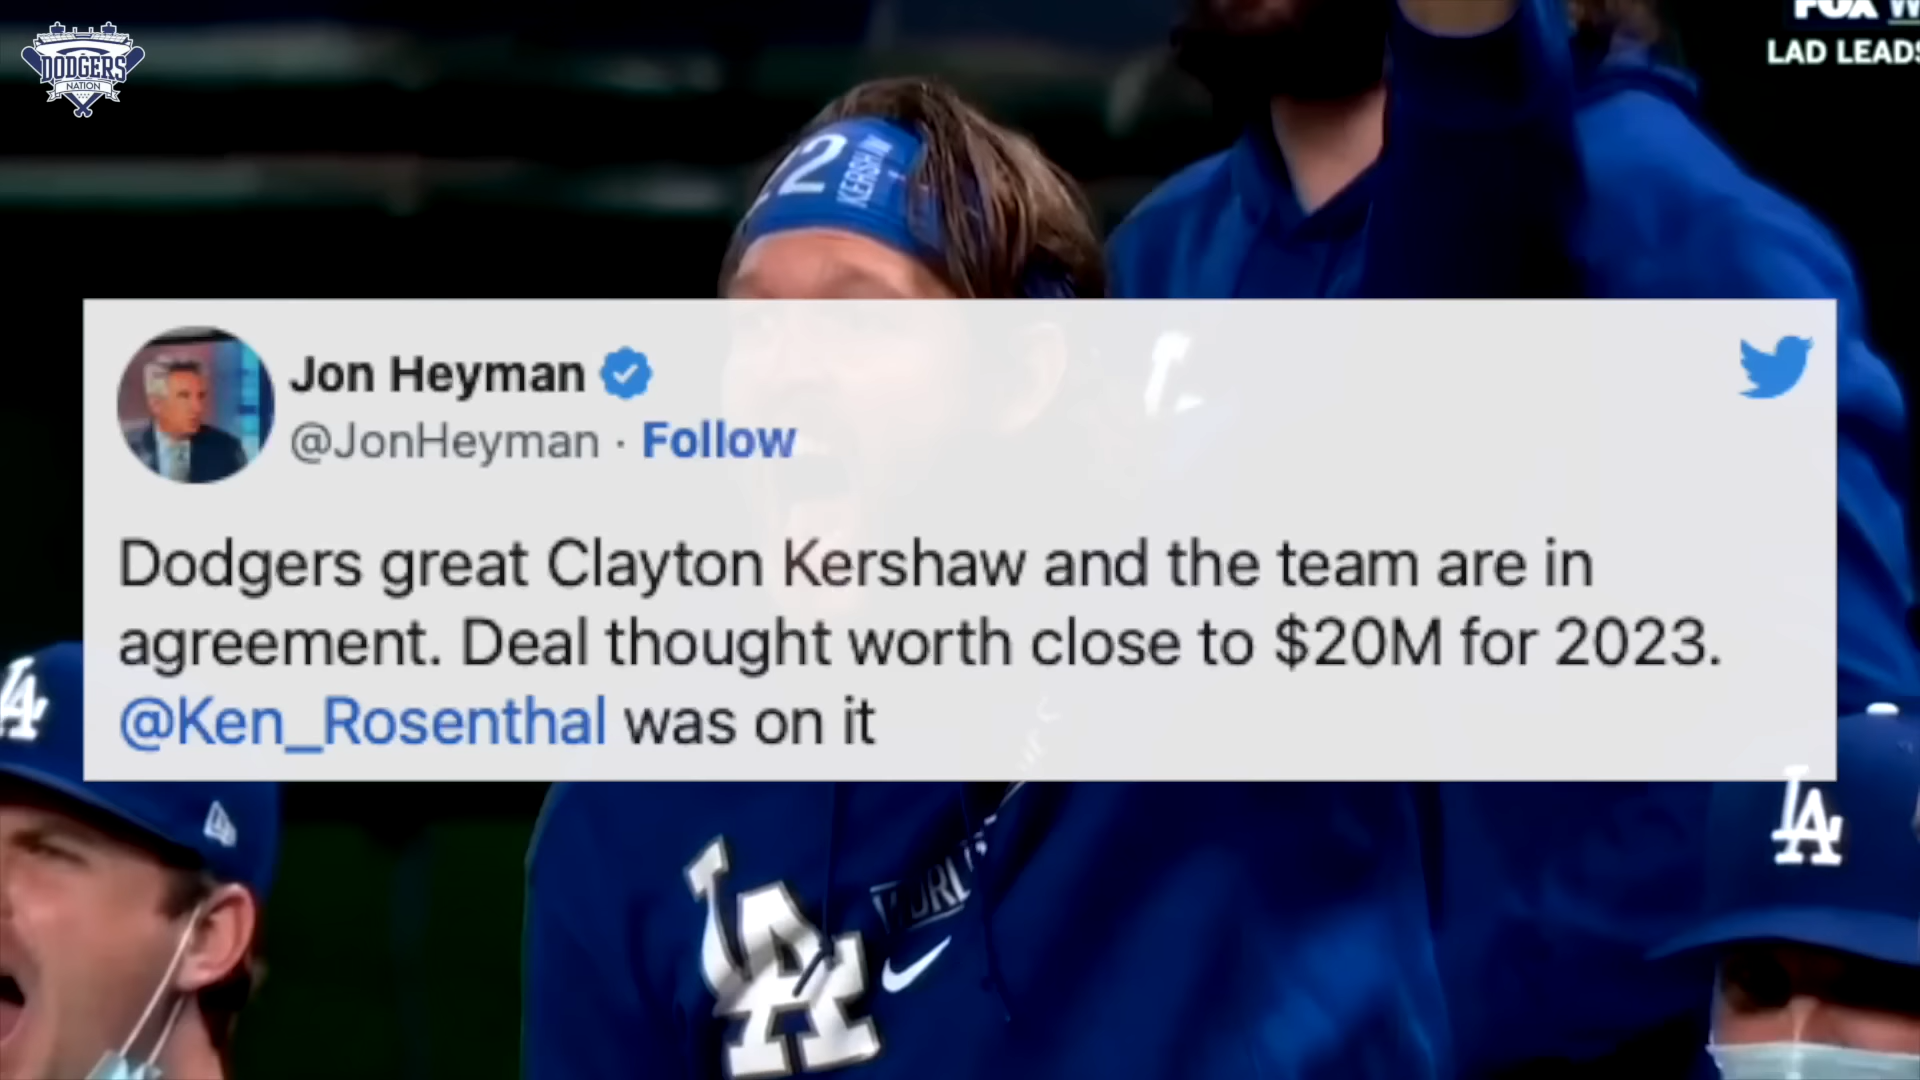 DODGERS
NATION
FOX
LAD LEADS
22
KERSHAW
Jon Heyman
@JonHeyman · Follow
Dodgers great Clayton Kershaw and the team are in
agreement. Deal thought worth close to $20M for 2023.
@Ken_Rosenthal was on it
LA
LA
LA